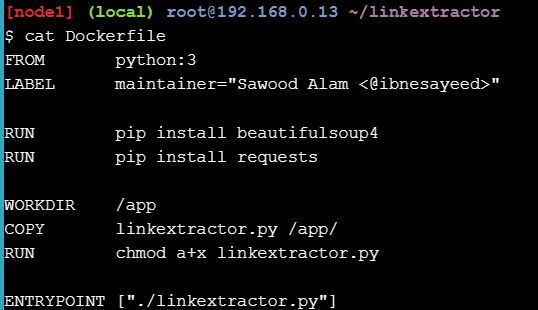 [node1] (local) root@192.168.0.13 ~/linkextractor
$ cat Dockerfile
FROM       python:3
LABEL      maintainer="Sawood Alam <@ibnesayeed>"
RUN        pip install beautifulsoup4
RUN        pip install requests
WORKDIR    /app
COPY       linkextractor.py /app/
RUN        chmod a+x linkextractor.py
ENTRYPOINT ["./linkextractor.py"]